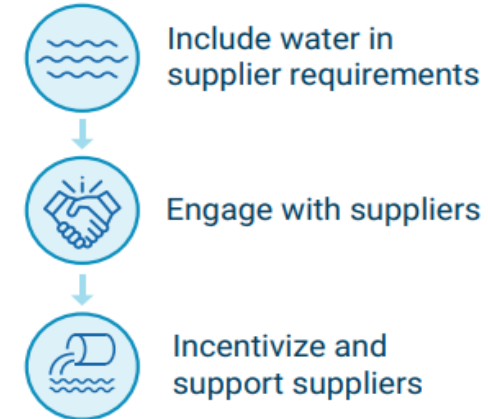 Include water in
supplier requirements
Engage with suppliers
Incentivize and
support suppliers